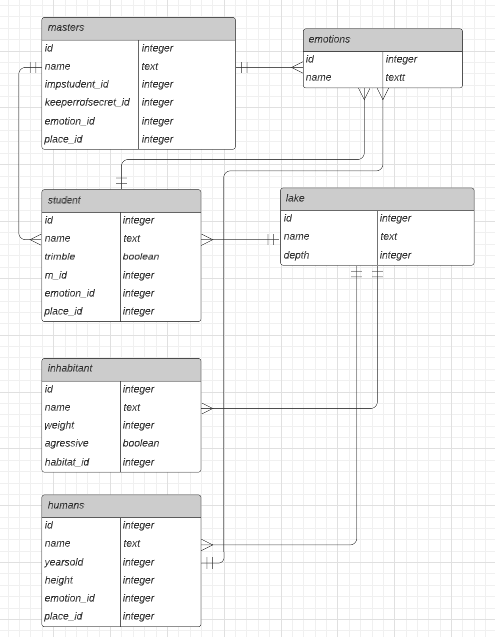 masters
id integer
name text
impstudent_id integer
keeperrofsecret_id integer
emotion_id integer
place_id integer
emotions
id integer
name textt
student
id integer
name text
trimble boolean
m_id integer
emotion_id integer
place_id integer
lake
id integer
name text
depth integer
inhabitant
id integer
name text
weight integer
agressive boolean
habitat_id integer
humans
id integer
name text
yearsold integer
height integer
emotion_id integer
place_id integer